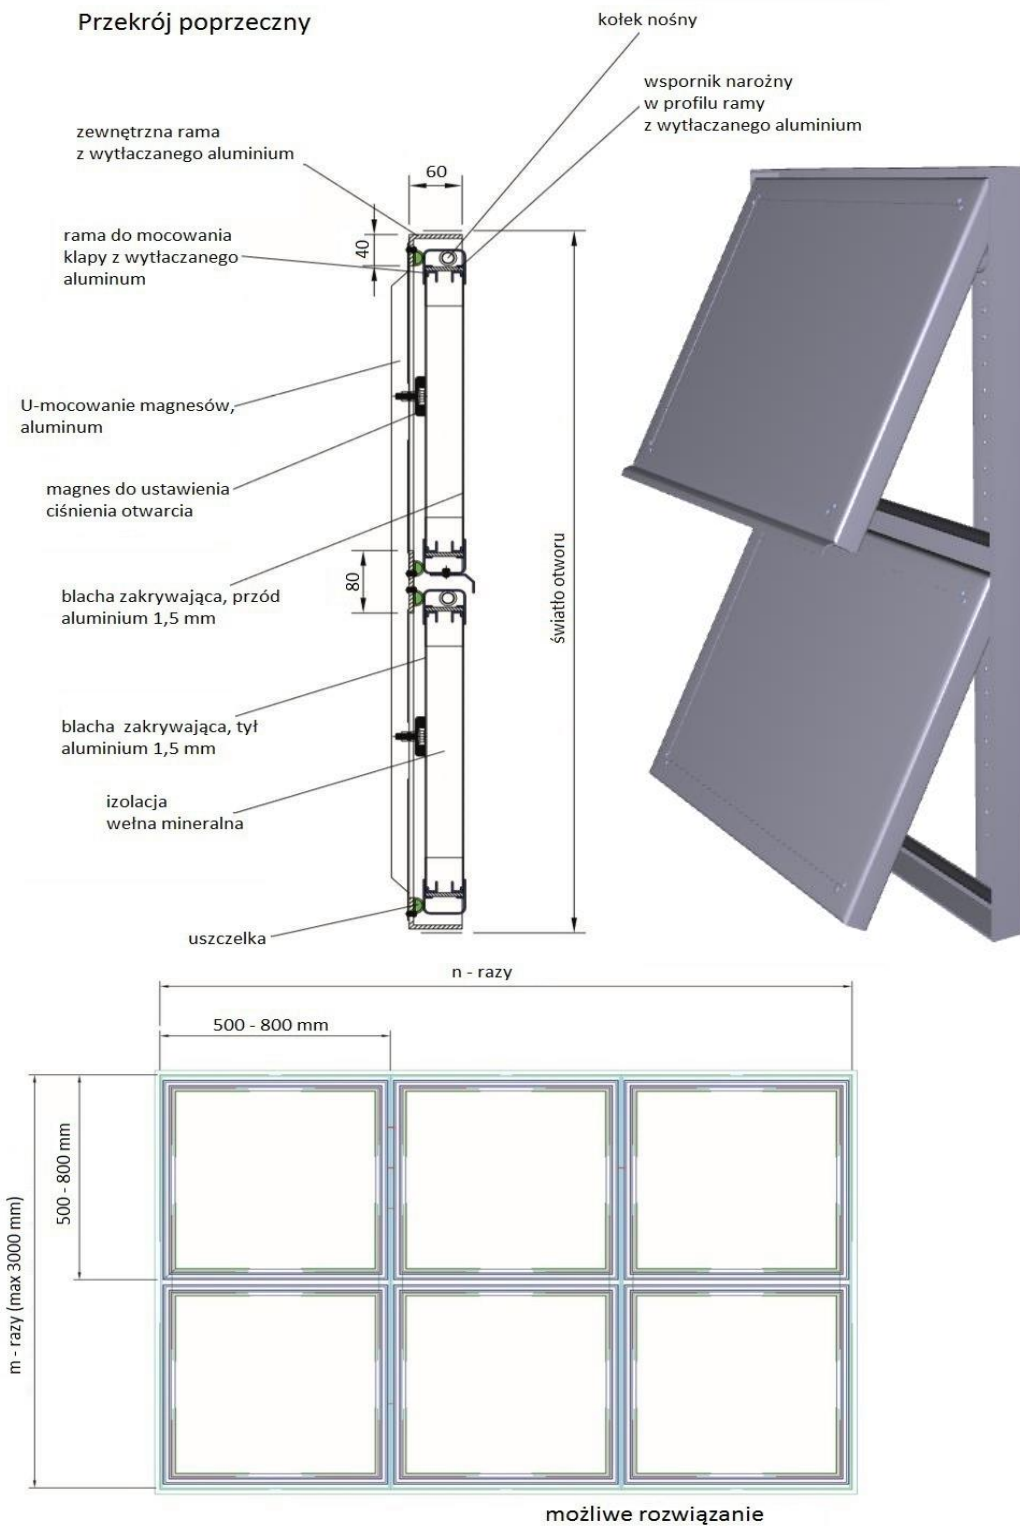 Przekrój poprzeczny
kołek nośny
wspornik narożny
w profilu ramy
z wytłaczanego aluminium
zewnętrzna rama
z wytłaczanego aluminium
60
rama do mocowania
klapy z wytłaczanego
aluminum
40
U-mocowanie magnesów,
aluminum
magnes do ustawienia
ciśnienia otwarcia
światło otworu
80
blacha zakrywająca, przód
aluminium 1,5 mm
blacha zakrywająca, tył
aluminium 1,5 mm
izolacja
wełna mineralna
uszczelka
n - razy
500 - 800 mm
500 - 800 mm
m - razy (max 3000 mm)
możliwe rozwiązanie